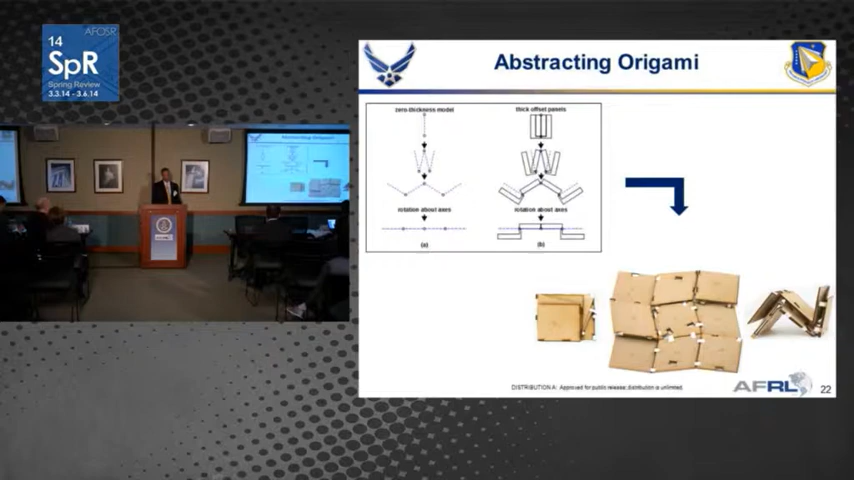 AFOSR
14
SpR
Spring Review
3.3.14 - 3.6.14
Abstracting Origami
zero-thickness model
thick offset panels
rotation about axes
rotation about axes
(a)
(b)
DISTRIBUTION A: Approved for public release; distribution is unlimited.
AFRL
22